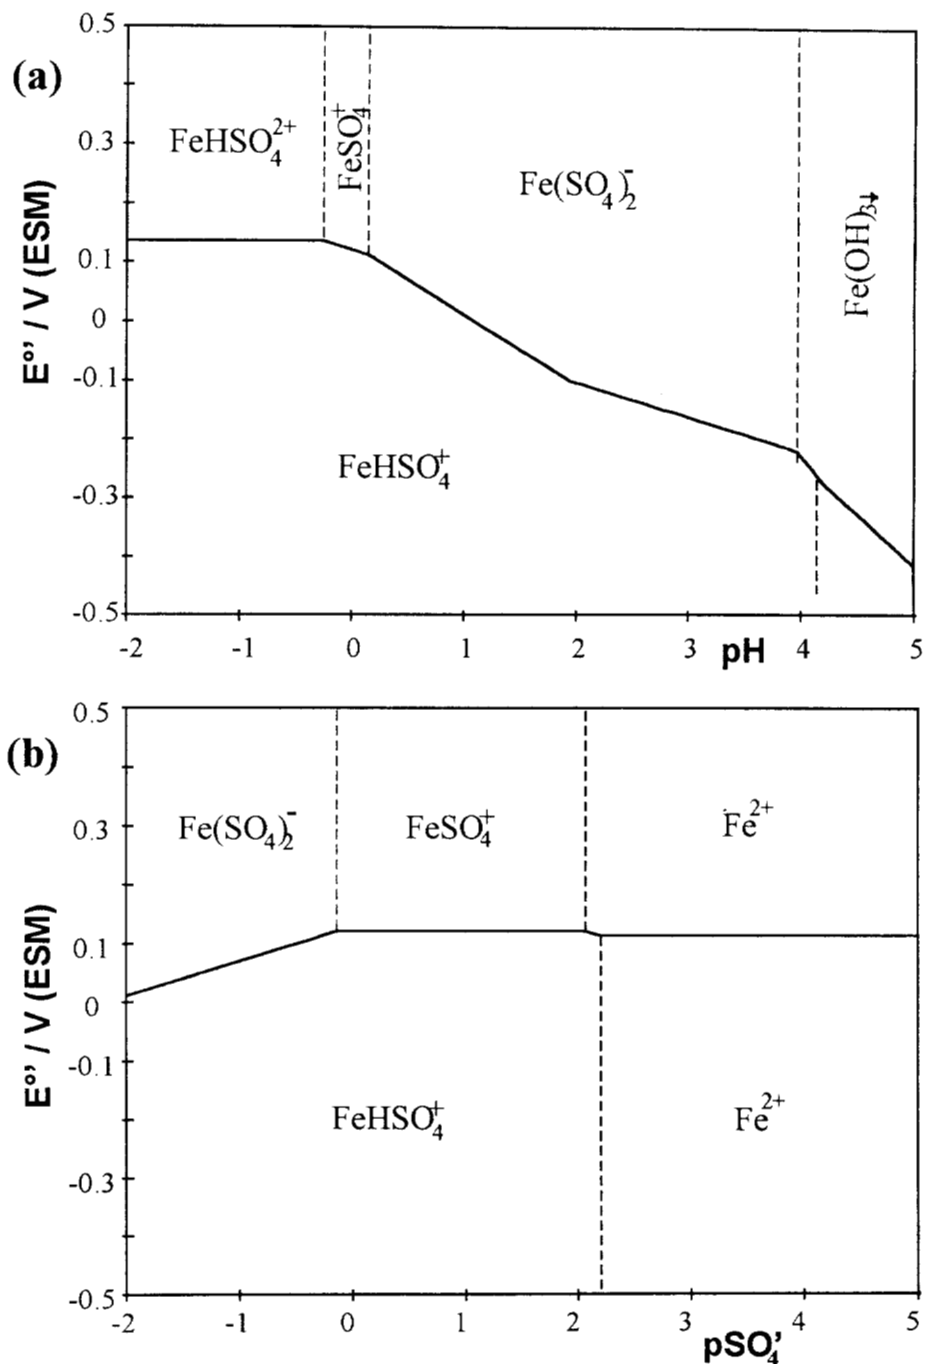 (a)
0.5
0.3
0.1
0
-0.1
-0.3
-0.5
E°’ / V (ESM)
FeHSO₄²⁺
FeSO₄⁺
Fe(SO₄)₂⁻
Fe(OH)₃↓
FeHSO₄⁺
-2 -1 0 1 2 3 pH 4 5
(b)
0.5
0.3
0.1
0
-0.1
-0.3
-0.5
E°’ / V (ESM)
Fe(SO₄)₂⁻
FeSO₄⁺
Fe²⁺
FeHSO₄⁺
Fe²⁺
-2 -1 0 1 2 3 4 5
pSO₄’